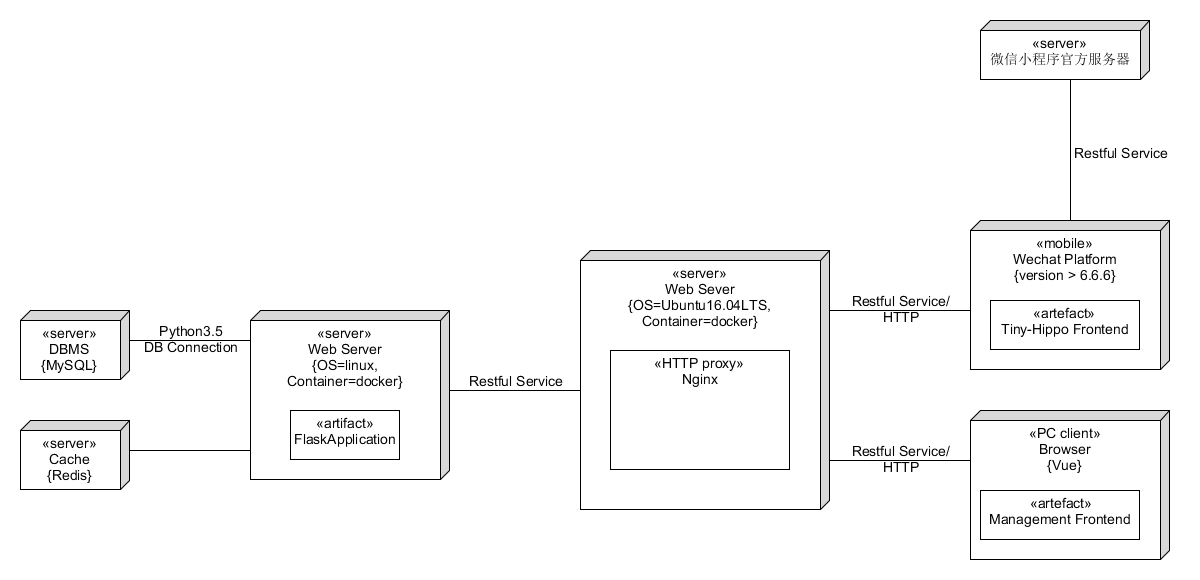 «server»
微信小程序官方服务器
Restful Service
«mobile»
Wechat Platform
{version > 6.6.6}
«artefact»
Tiny-Hippo Frontend
«server»
Web Sever
{OS=Ubuntu16.04LTS,
Container=docker}
«HTTP proxy»
Nginx
Restful Service/
HTTP
«server»
DBMS
{MySQL}
Python3.5
DB Connection
«server»
Web Server
{OS=linux,
Container=docker}
«artifact»
FlaskApplication
Restful Service
«server»
Cache
{Redis}
Restful Service/
HTTP
«PC client»
Browser
{Vue}
«artefact»
Management Frontend